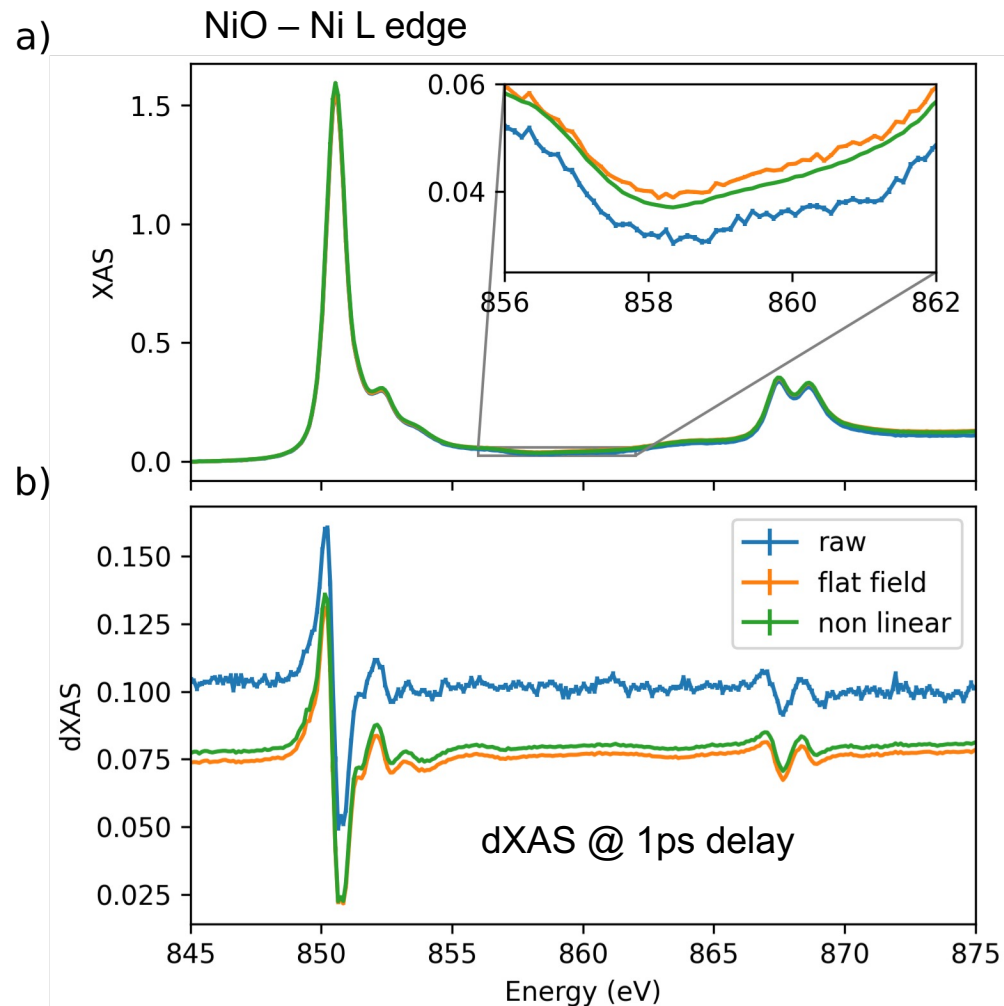 a)
NiO – Ni L edge
XAS
1.5
1.0
0.5
0.0
0.06
0.04
856
858
860
862
b)
dXAS
0.150
0.125
0.100
0.075
0.050
0.025
raw
flat field
non linear
dXAS @ 1ps delay
845
850
855
860
865
870
875
Energy (eV)